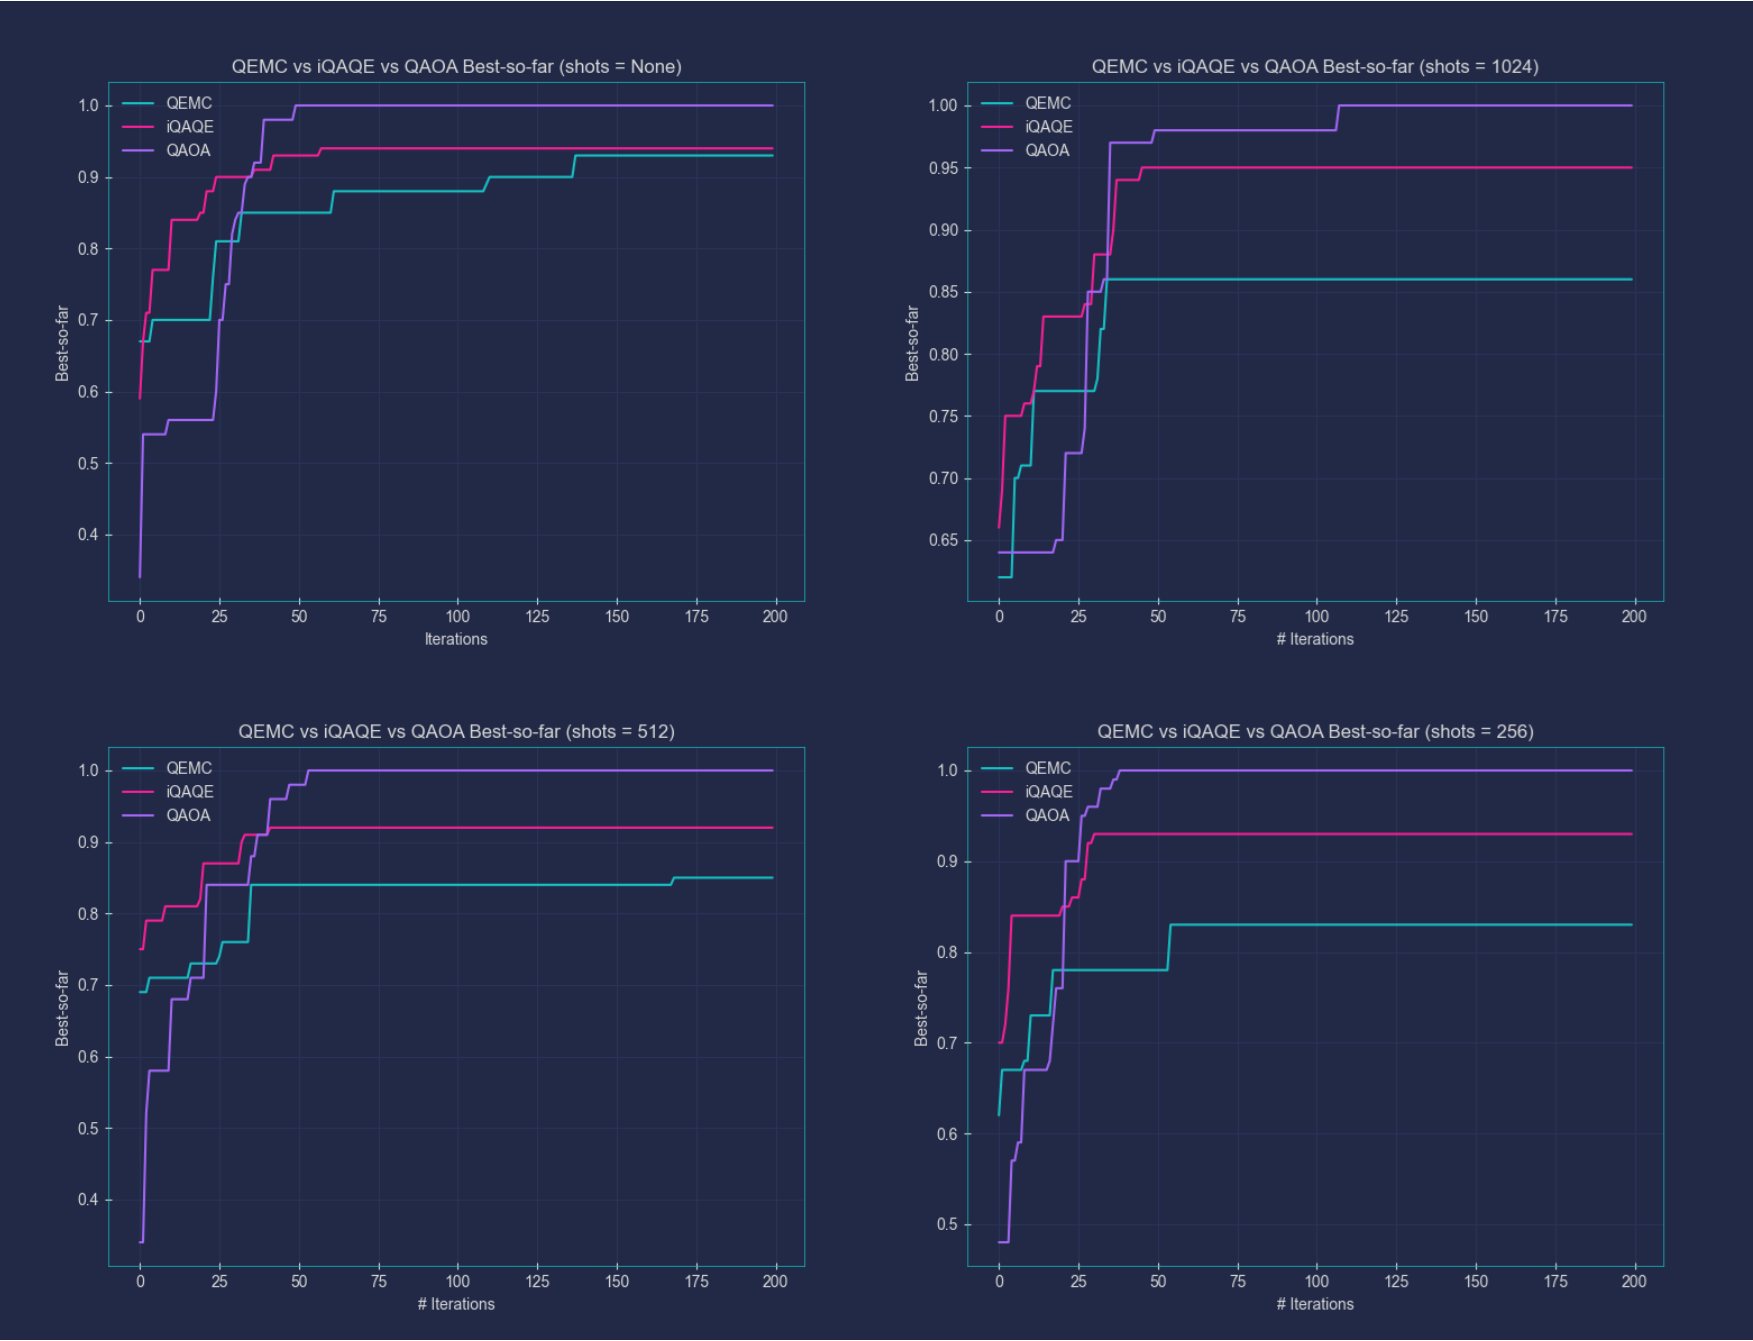 QEMC vs iQAQE vs QAOA Best-so-far (shots = None)
QEMC
iQAQE
QAOA
1.0
0.9
0.8
0.7
0.6
0.5
0.4
Best-so-far
0 25 50 75 100 125 150 175 200
Iterations
QEMC vs iQAQE vs QAOA Best-so-far (shots = 1024)
QEMC
iQAQE
QAOA
1.00
0.95
0.90
0.85
0.80
0.75
0.70
0.65
Best-so-far
0 25 50 75 100 125 150 175 200
# Iterations
QEMC vs iQAQE vs QAOA Best-so-far (shots = 512)
QEMC
iQAQE
QAOA
1.0
0.9
0.8
0.7
0.6
0.5
0.4
Best-so-far
0 25 50 75 100 125 150 175 200
# Iterations
QEMC vs iQAQE vs QAOA Best-so-far (shots = 256)
QEMC
iQAQE
QAOA
1.0
0.9
0.8
0.7
0.6
0.5
Best-so-far
0 25 50 75 100 125 150 175 200
# Iterations